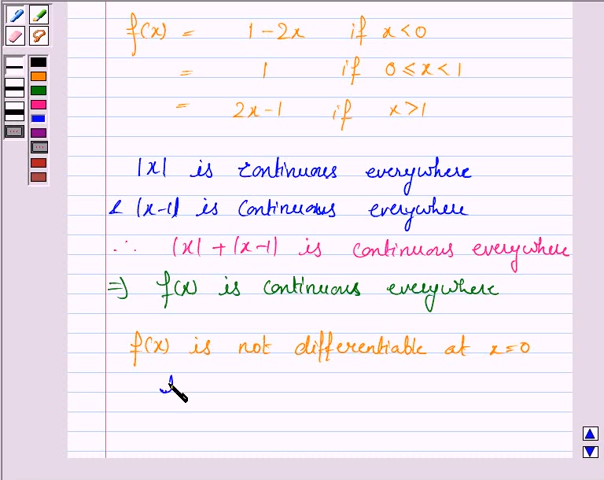 f(x) = 1-2x if x<0
= 1 if 0≤x<1
= 2x-1 if x>1
|x| is continuous everywhere
& |x-1| is continuous everywhere
∴ |x| + |x-1| is continuous everywhere
⇒ f(x) is continuous everywhere
f(x) is not differentiable at x=0